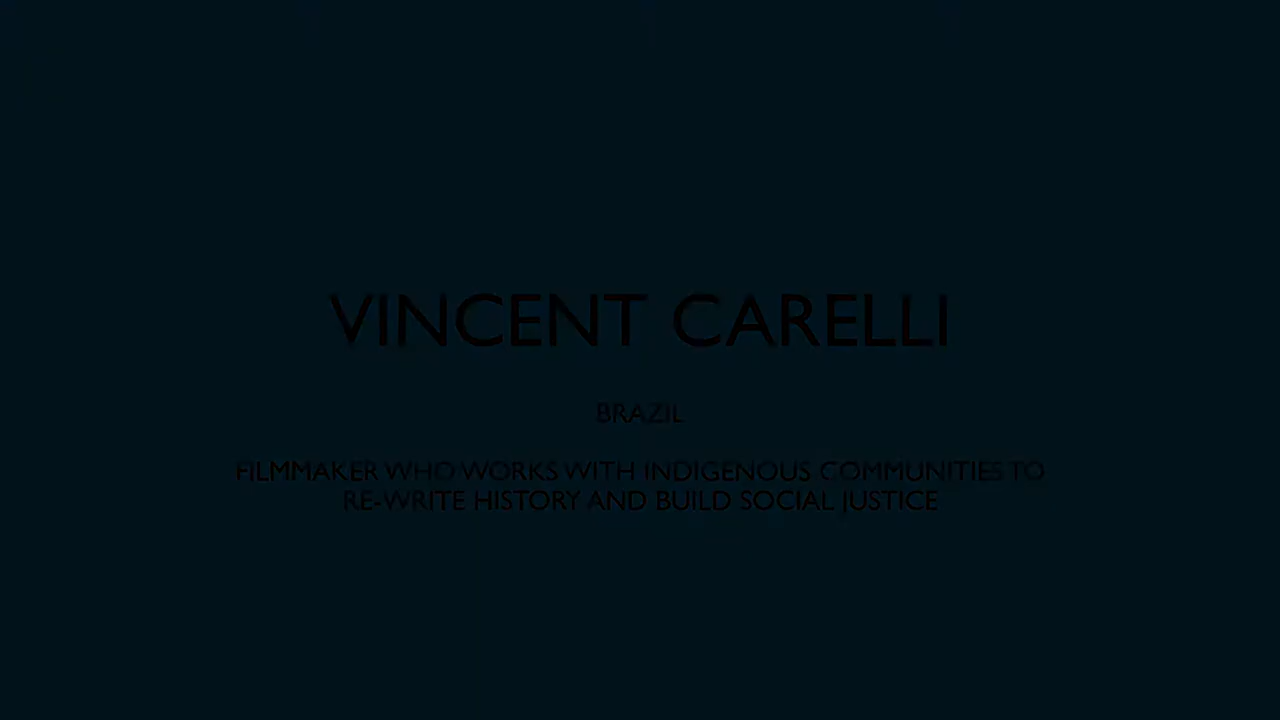 VINCENT CARELLI
BRAZIL
FILMMAKER WHO WORKS WITH INDIGENOUS COMMUNITIES TO
RE-WRITE HISTORY AND BUILD SOCIAL JUSTICE